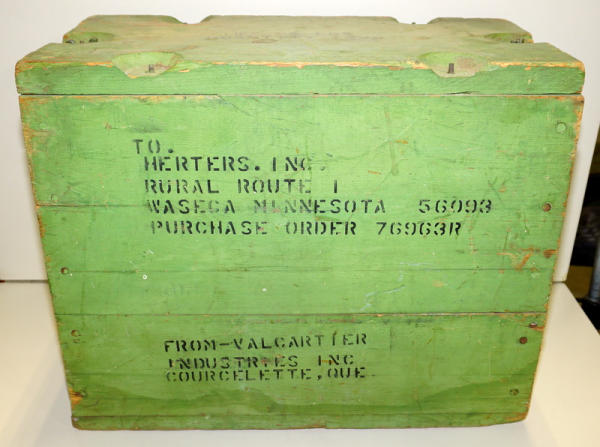 TO.
HERTERS. INC.
RURAL ROUTE 1
WASECA MINNESOTA 56093
PURCHASE ORDER 76963R
FROM-VALCARTIER
INDUSTRIES INC
COURCELETTE, QUE.